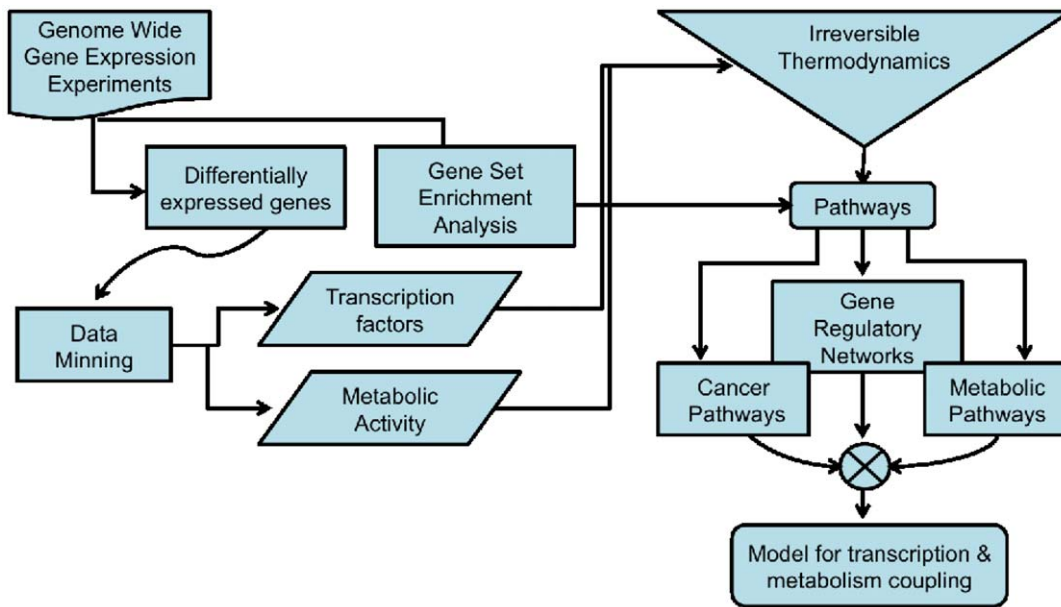 Genome Wide
Gene Expression
Experiments
Irreversible
Thermodynamics
Differentially
expressed genes
Gene Set
Enrichment
Analysis
Pathways
Data
Minning
Transcription
factors
Metabolic
Activity
Gene
Regulatory
Networks
Cancer
Pathways
Metabolic
Pathways
Model for transcription &
metabolism coupling